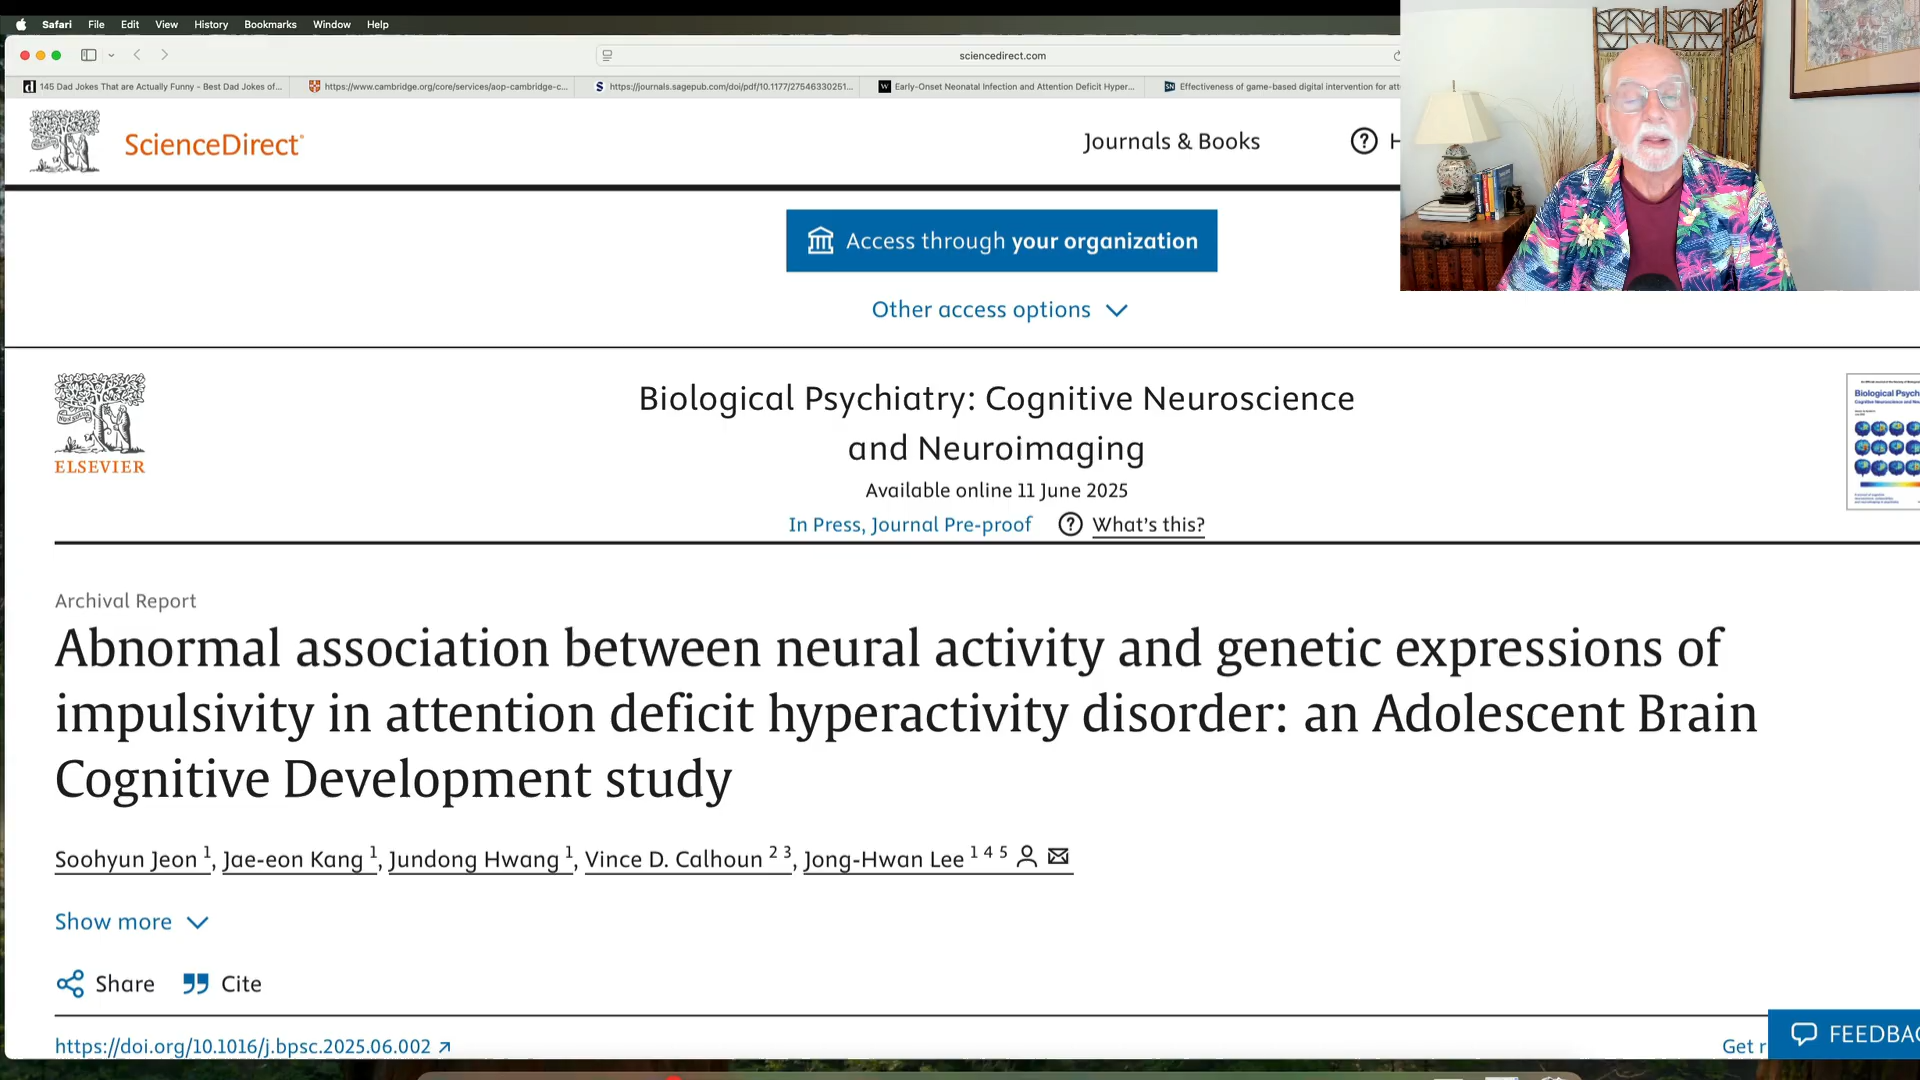 Safari File Edit View History Bookmarks Window Help
sciencedirect.com
145 Dad Jokes That are Actually Funny - Best Dad Jokes of...
https://www.cambridge.org/core/services/aop-cambridge-c...
https://journals.sagepub.com/doi/pdf/10.1177/27546330251...
Early-Onset Neonatal Infection and Attention Deficit Hyper...
Effectiveness of game-based digital intervention for att
ScienceDirect
Journals & Books
H
Access through your organization
Other access options
ELSEVIER
Biological Psychiatry: Cognitive Neuroscience
and Neuroimaging
Available online 11 June 2025
In Press, Journal Pre-proof What's this?
Biological Psych
Archival Report
Abnormal association between neural activity and genetic expressions of
impulsivity in attention deficit hyperactivity disorder: an Adolescent Brain
Cognitive Development study
Soohyun Jeon 1, Jae-eon Kang 1, Jundong Hwang 1, Vince D. Calhoun 2 3, Jong-Hwan Lee 1 4 5
Show more
Share Cite
https://doi.org/10.1016/j.bpsc.2025.06.002 ↗
Get r
FEEDBAC